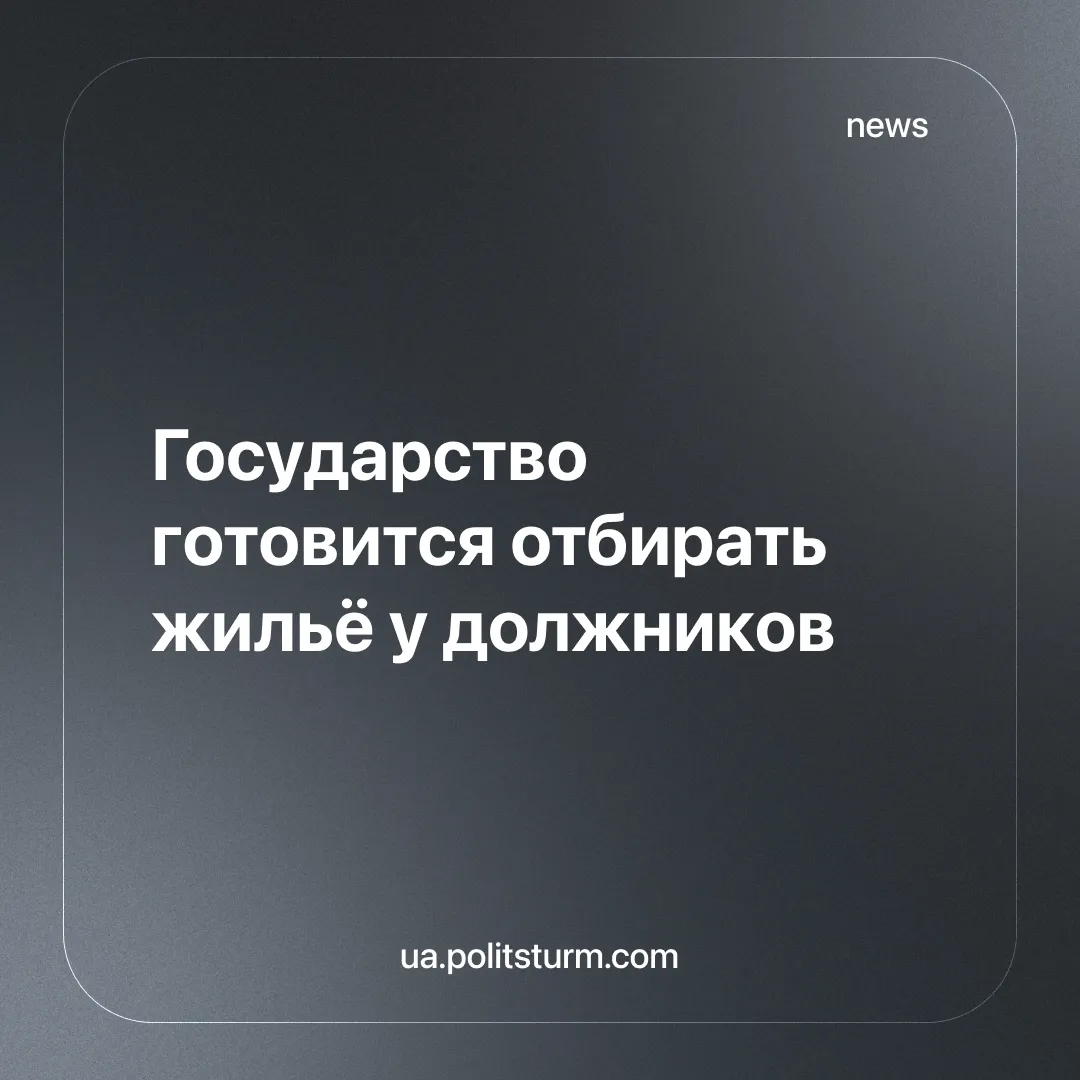 news
Государство
готовится отбирать
жильё у должников
ua.politsturm.com